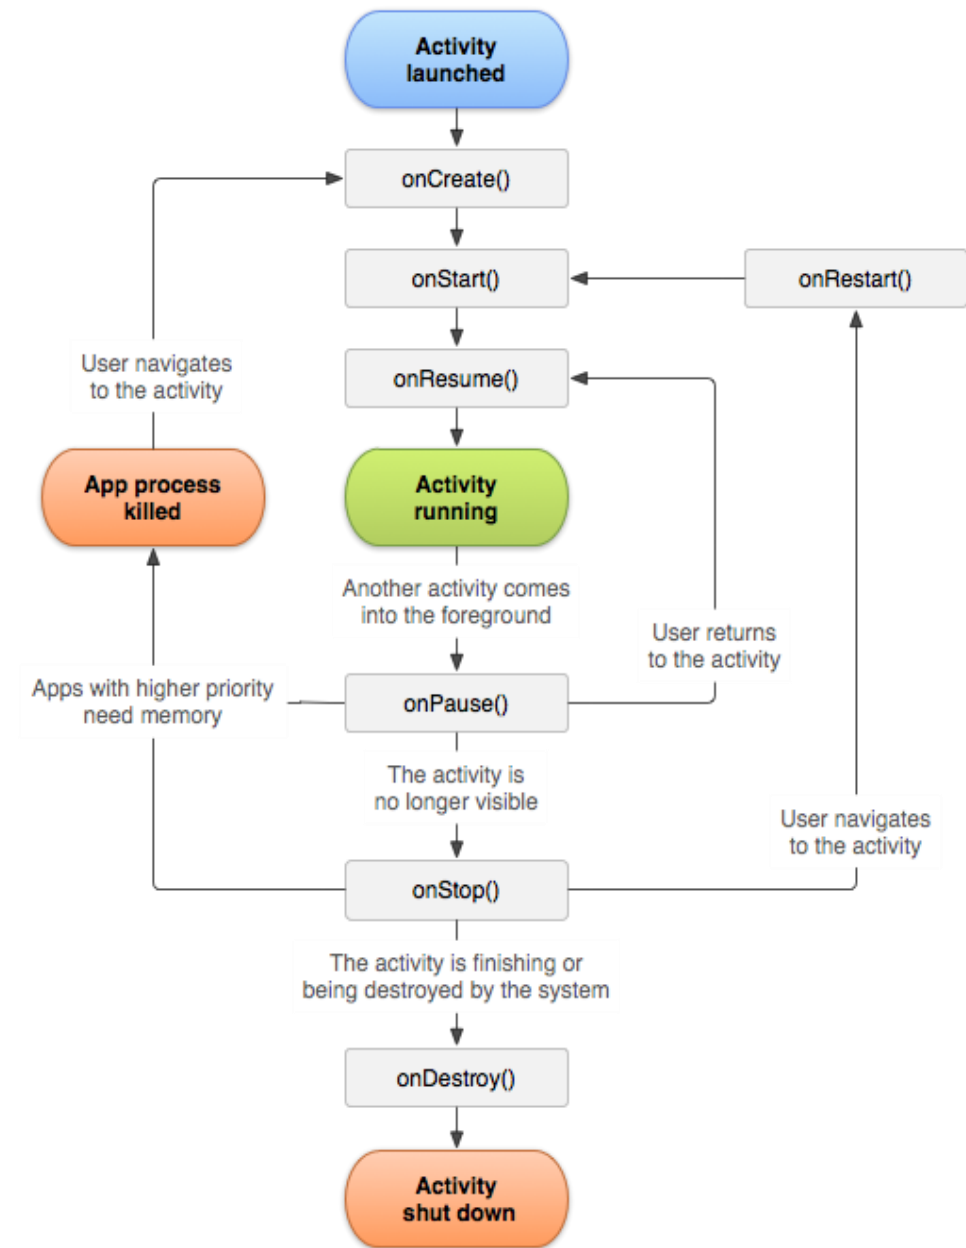 Activity
launched
onCreate()
onStart()
onRestart()
User navigates
to the activity
onResume()
App process
killed
Activity
running
Another activity comes
into the foreground
User returns
to the activity
Apps with higher priority
need memory
onPause()
The activity is
no longer visible
User navigates
to the activity
onStop()
The activity is finishing or
being destroyed by the system
onDestroy()
Activity
shut down